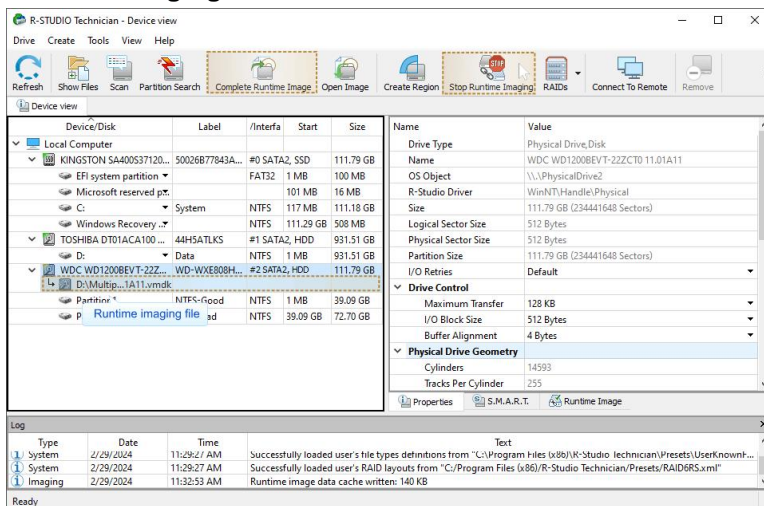 R-STUDIO Technician - Device view
Drive Create Tools View Help
Refresh Show Files Scan Partition Search Complete Runtime Image Open Image Create Region Stop Runtime Imaging RAIDs Connect To Remote Remove
Device view
Device/Disk Label /Interfa Start Size
Local Computer
KINGSTON SA400S37120... 50026B77843A... #0 SATA2, SSD 111.79 GB
EFI system partition FAT32 1 MB 100 MB
Microsoft reserved p... 101 MB 16 MB
C: System NTFS 117 MB 111.18 GB
Windows Recovery ... NTFS 111.29 GB 508 MB
TOSHIBA DT01ACA100 ... 44H5ATLKS #1 SATA2, HDD 931.51 GB
D: Data NTFS 1 MB 931.51 GB
WDC WD1200BEVT-22Z... WD-WXE808H... #2 SATA2, HDD 111.79 GB
D:\Multip...1A11.vmdk
Partition 1 NTFS-Good NTFS 1 MB 39.09 GB
P ad NTFS 39.09 GB 72.70 GB
Runtime imaging file
Name Value
Drive Type Physical Drive,Disk
Name WDC WD1200BEVT-22ZCT0 11.01A11
OS Object \\.\PhysicalDrive2
R-Studio Driver WinNT\Handle\Physical
Size 111.79 GB (234441648 Sectors)
Logical Sector Size 512 Bytes
Physical Sector Size 512 Bytes
Partition Size 111.79 GB (234441648 Sectors)
I/O Retries Default
Drive Control
Maximum Transfer 128 KB
I/O Block Size 512 Bytes
Buffer Alignment 4 Bytes
Physical Drive Geometry
Cylinders 14593
Tracks Per Cylinder 255
Properties S.M.A.R.T. Runtime Image
Log
Type Date Time Text
System 2/29/2024 11:29:27 AM Successfully loaded user's file types definitions from "C:\Program Files (x86)\R-Studio Technician\Presets\UserKnownF...
System 2/29/2024 11:29:27 AM Successfully loaded user's RAID layouts from "C:/Program Files (x86)/R-Studio Technician/Presets/RAID6RS.xml"
Imaging 2/29/2024 11:32:53 AM Runtime image data cache written: 140 KB
Ready